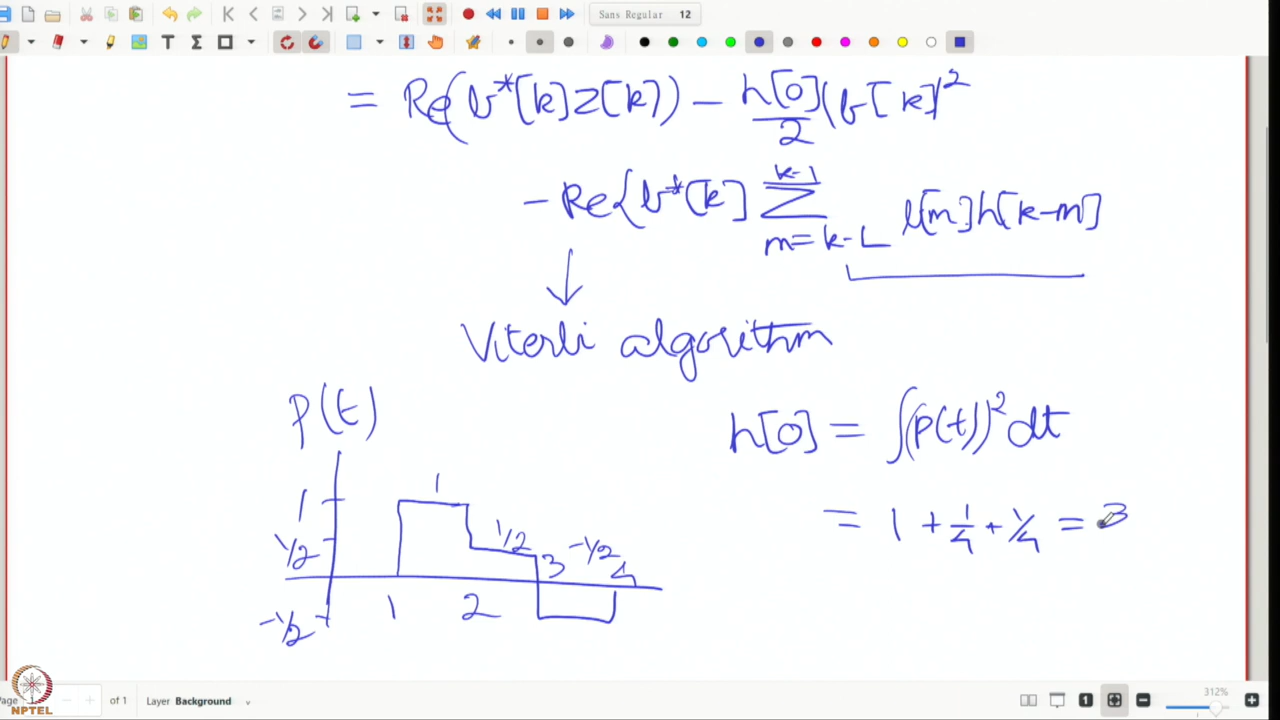 Sans Regular 12
= Re(b*[k]z[k]) - h[0]/2 (b[k]|²
- Re{b*[k] Σ_{m=k-L}^{k-1} b[m]h[k-m]
Viterbi algorithm
p(t)
h[0] = ∫(p(t))² dt
1
1
= 1 + 1/4 + 1/4 = 3
1/2
1/2
3
-1/2
4
1
2
-1/2
NPTEL
Page 1 of 1 Layer Background
1
312%